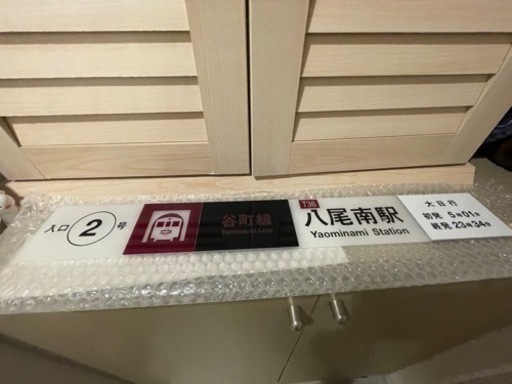 入口 2 号
谷町線
Tanimachi Line
T36
八尾南駅
Yaominami Station
大日行
初発 5時01分
終発 23時34分